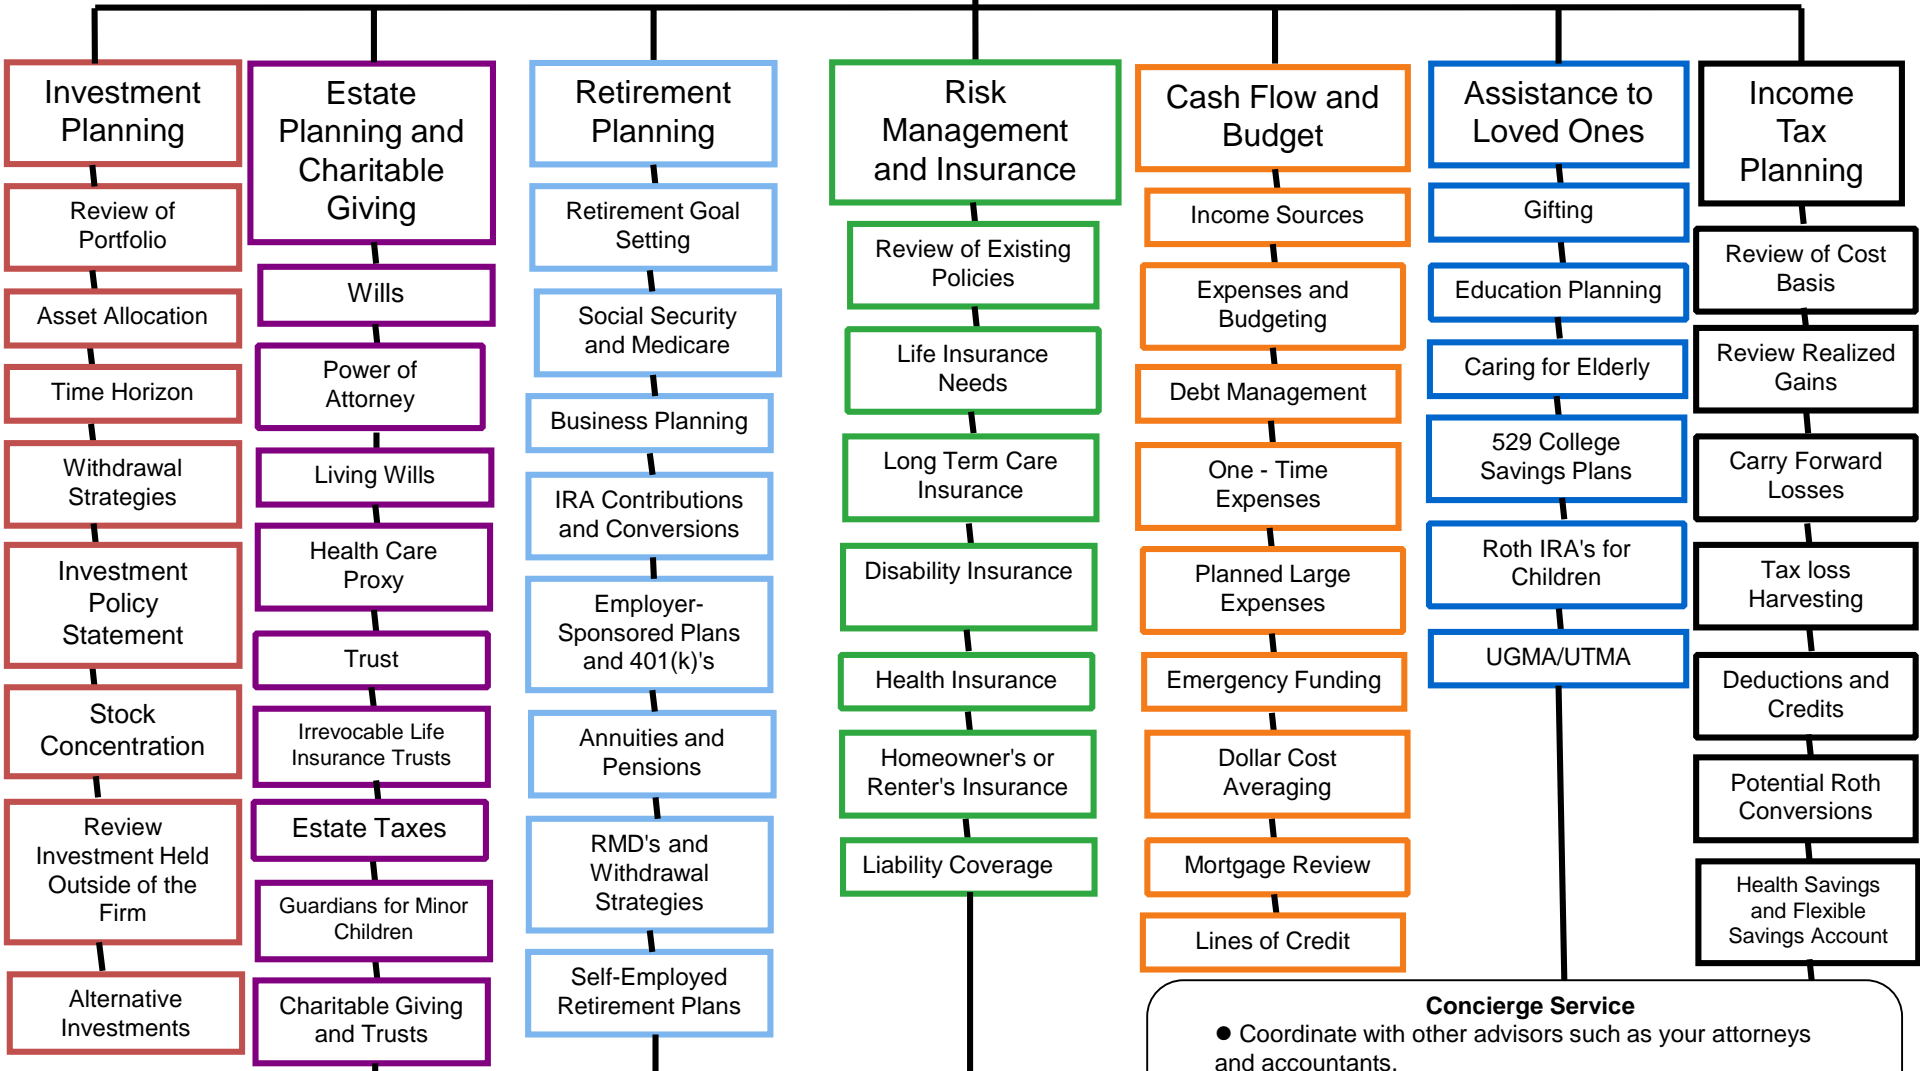 Investment
Planning
Review of
Portfolio
Asset Allocation
Time Horizon
Withdrawal
Strategies
Investment
Policy
Statement
Stock
Concentration
Review
Investment Held
Outside of the
Firm
Alternative
Investments
Estate
Planning and
Charitable
Giving
Wills
Power of
Attorney
Living Wills
Health Care
Proxy
Trust
Irrevocable Life
Insurance Trusts
Estate Taxes
Guardians for Minor
Children
Charitable Giving
and Trusts
Retirement
Planning
Retirement Goal
Setting
Social Security
and Medicare
Business Planning
IRA Contributions
and Conversions
Employer-
Sponsored Plans
and 401(k)'s
Annuities and
Pensions
RMD's and
Withdrawal
Strategies
Self-Employed
Retirement Plans
Risk
Management
and Insurance
Review of Existing
Policies
Life Insurance
Needs
Long Term Care
Insurance
Disability Insurance
Health Insurance
Homeowner's or
Renter's Insurance
Liability Coverage
Cash Flow and
Budget
Income Sources
Expenses and
Budgeting
Debt Management
One - Time
Expenses
Planned Large
Expenses
Emergency Funding
Dollar Cost
Averaging
Mortgage Review
Lines of Credit
Assistance to
Loved Ones
Gifting
Education Planning
Caring for Elderly
529 College
Savings Plans
Roth IRA's for
Children
UGMA/UTMA
Income
Tax
Planning
Review of Cost
Basis
Review Realized
Gains
Carry Forward
Losses
Tax loss
Harvesting
Deductions and
Credits
Potential Roth
Conversions
Health Savings
and Flexible
Savings Account
Concierge Service
● Coordinate with other advisors such as your attorneys
and accountants.